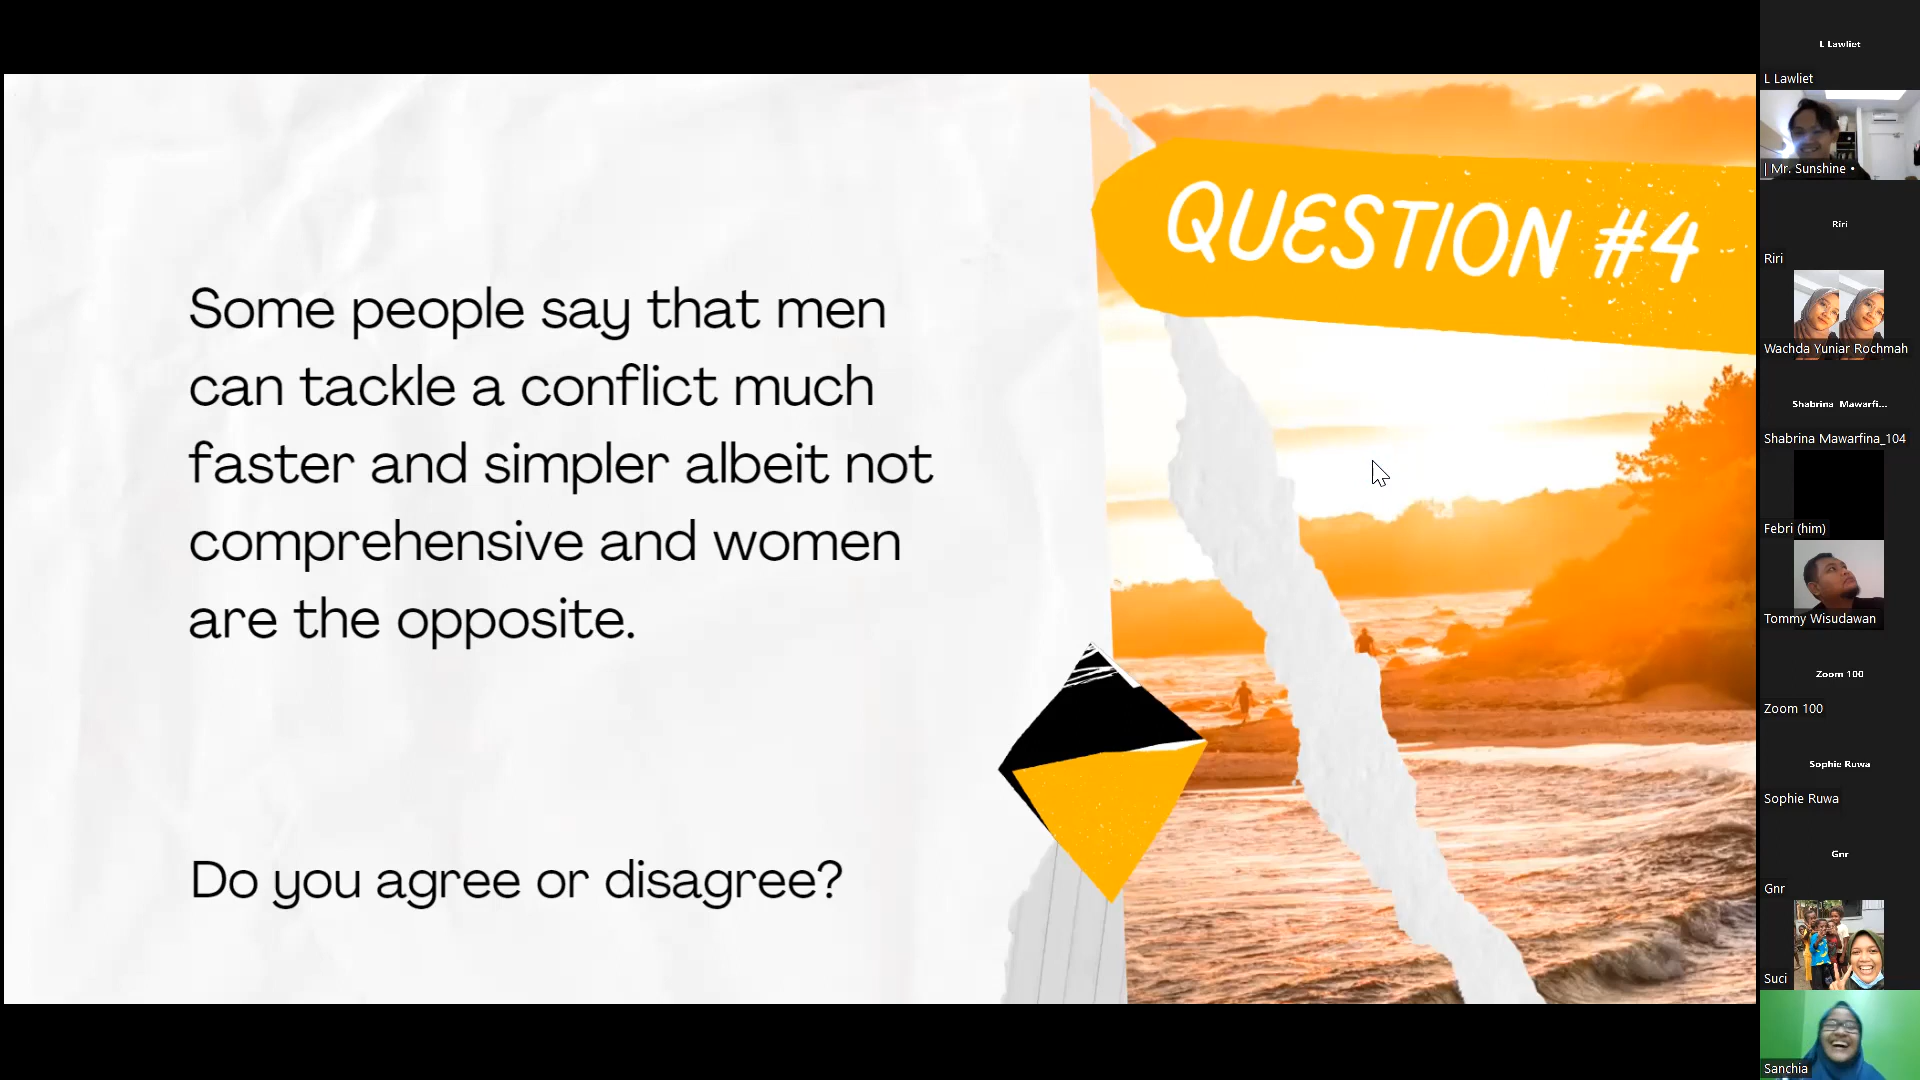 QUESTION #4
Some people say that men
can tackle a conflict much
faster and simpler albeit not
comprehensive and women
are the opposite.
Do you agree or disagree?
L Lawliet
L Lawliet
| Mr. Sunshine •
Riri
Riri
Wachda Yuniar Rochmah
Shabrina Mawarfi...
Shabrina Mawarfina_104
Febri (him)
Tommy Wisudawan
Zoom 100
Zoom 100
Sophie Ruwa
Sophie Ruwa
Gnr
Gnr
Suci
Sanchia